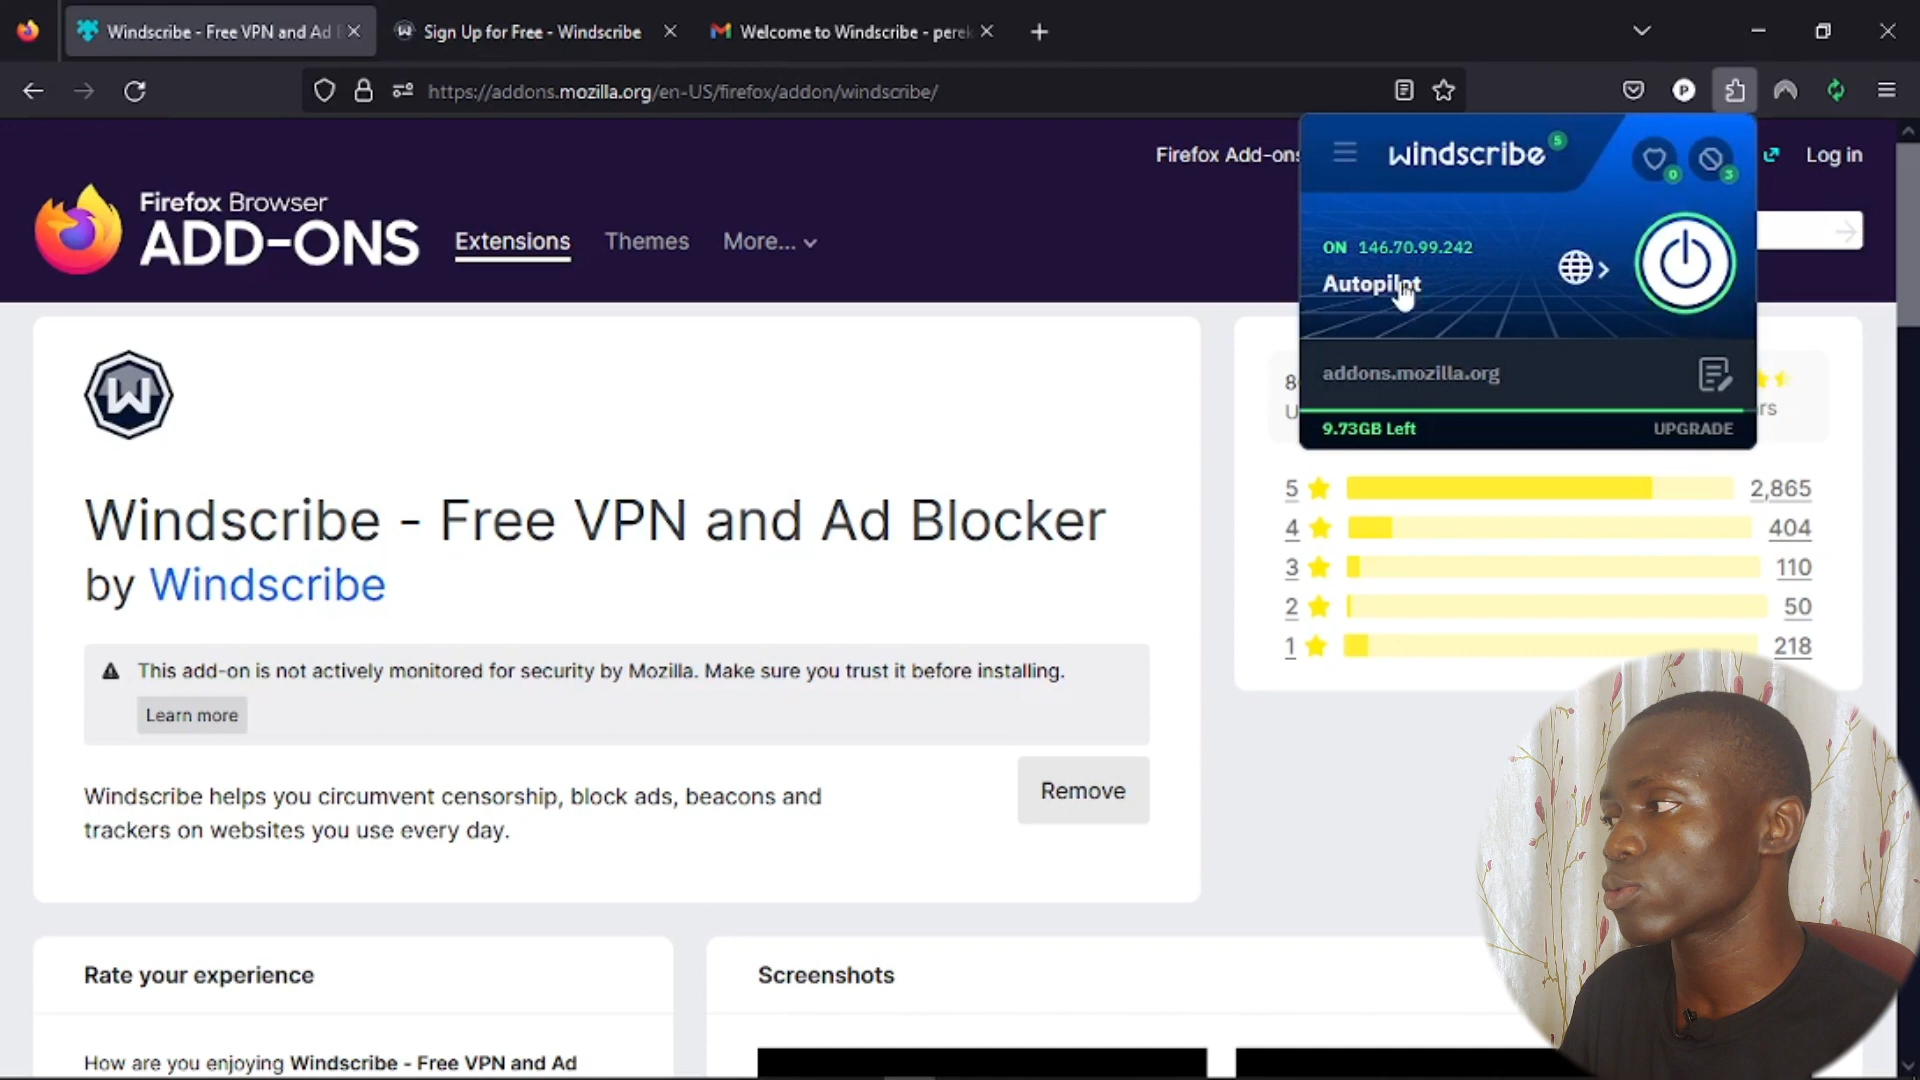 Windscribe - Free VPN and Ad
Sign Up for Free - Windscribe
Welcome to Windscribe - perek
https://addons.mozilla.org/en-US/firefox/addon/windscribe/
P
Firefox Browser
ADD-ONS
Extensions
Themes
More...
Firefox Add-ons
Log in
windscribe
5
0
3
ON 146.70.99.242
Autopilot
addons.mozilla.org
9.73GB Left
UPGRADE
W
Windscribe - Free VPN and Ad Blocker
by Windscribe
This add-on is not actively monitored for security by Mozilla. Make sure you trust it before installing.
Learn more
Windscribe helps you circumvent censorship, block ads, beacons and
trackers on websites you use every day.
Remove
5 2,865
4 404
3 110
2 50
1 218
Rate your experience
How are you enjoying Windscribe - Free VPN and Ad
Screenshots